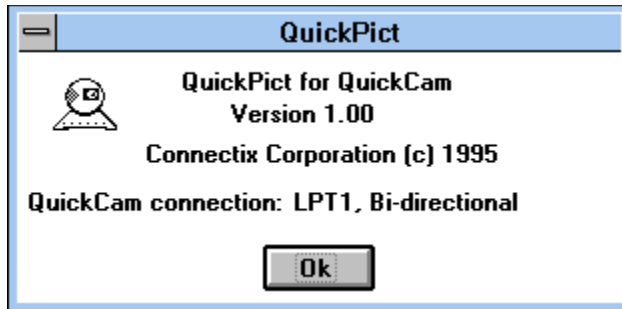 QuickPict
QuickPict for QuickCam
Version 1.00
Connectix Corporation (c) 1995
QuickCam connection: LPT1, Bi-directional
Ok